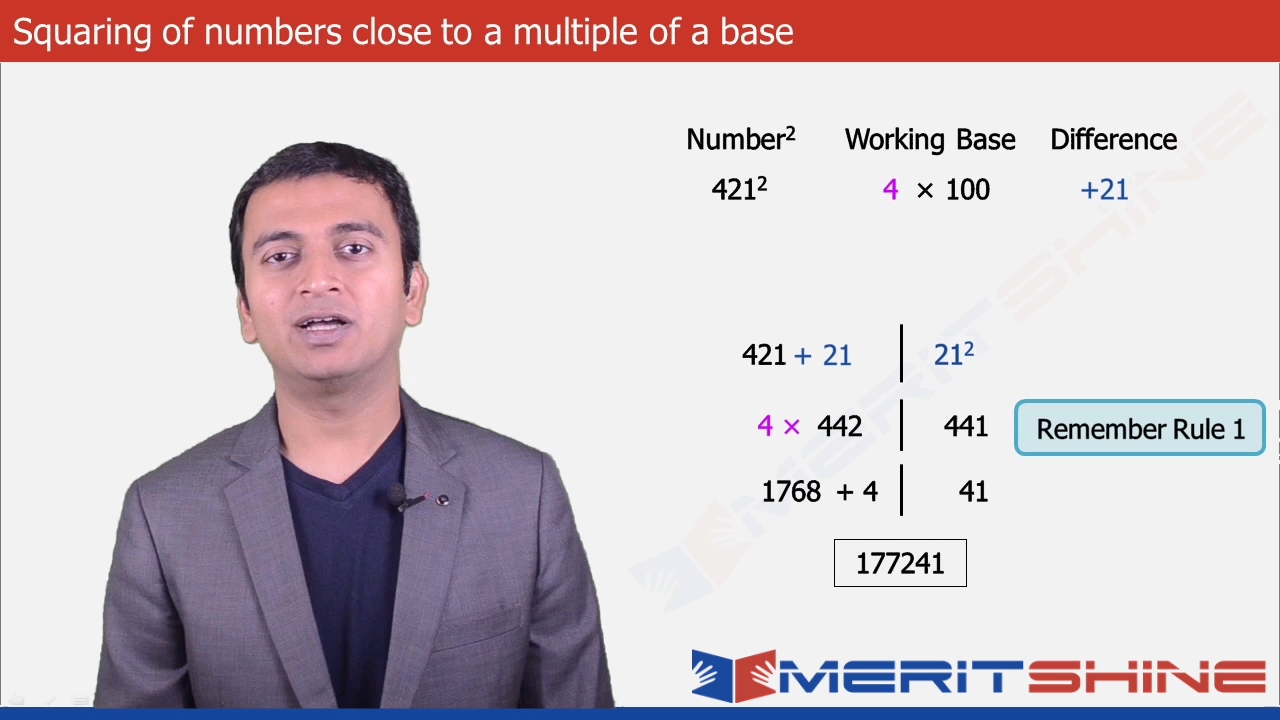 Squaring of numbers close to a multiple of a base
Number² Working Base Difference
421² 4 × 100 +21
421 + 21 | 21²
4 × 442 | 441 Remember Rule 1
1768 + 4 | 41
177241
MERITSHINE
MERITSHINE